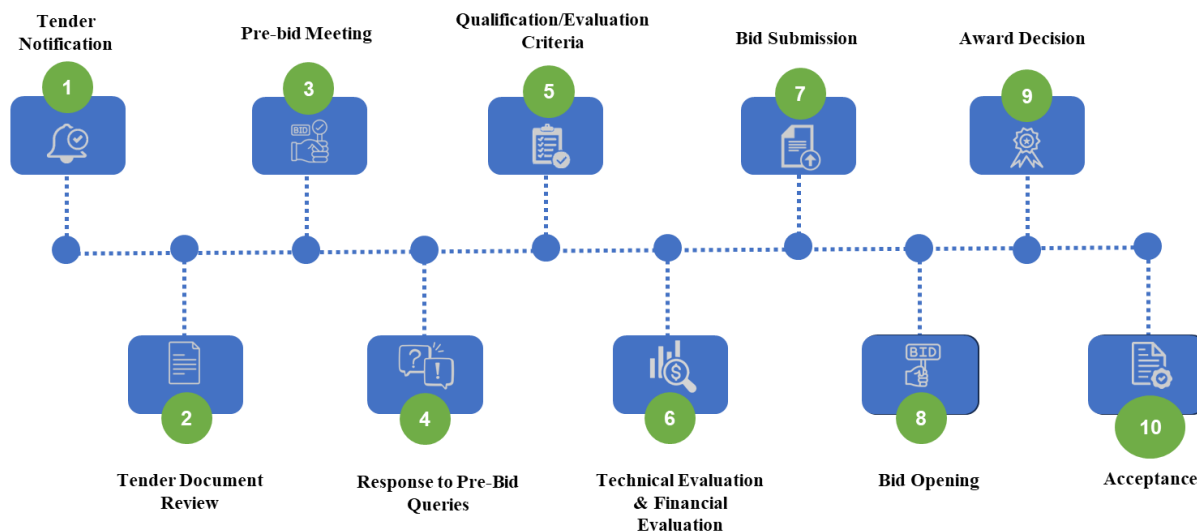 Tender
Notification
1
Tender Document
Review
2
Pre-bid Meeting
3
BID
Response to Pre-Bid
Queries
4
?
!
Qualification/Evaluation
Criteria
5
Technical Evaluation
& Financial
Evaluation
6
$
Bid Submission
7
Bid Opening
8
BID
Award Decision
9
Acceptance
10